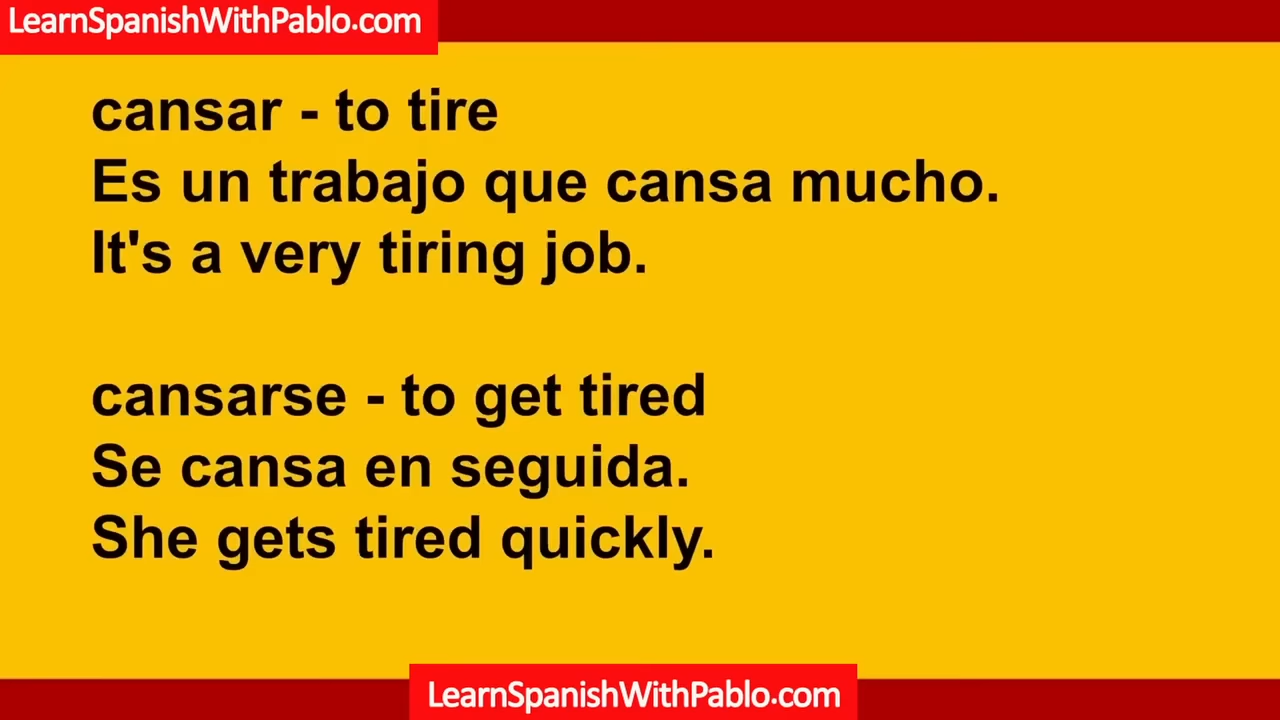 LearnSpanishWithPablo.com
cansar - to tire
Es un trabajo que cansa mucho.
It's a very tiring job.
cansarse - to get tired
Se cansa en seguida.
She gets tired quickly.
LearnSpanishWithPablo.com